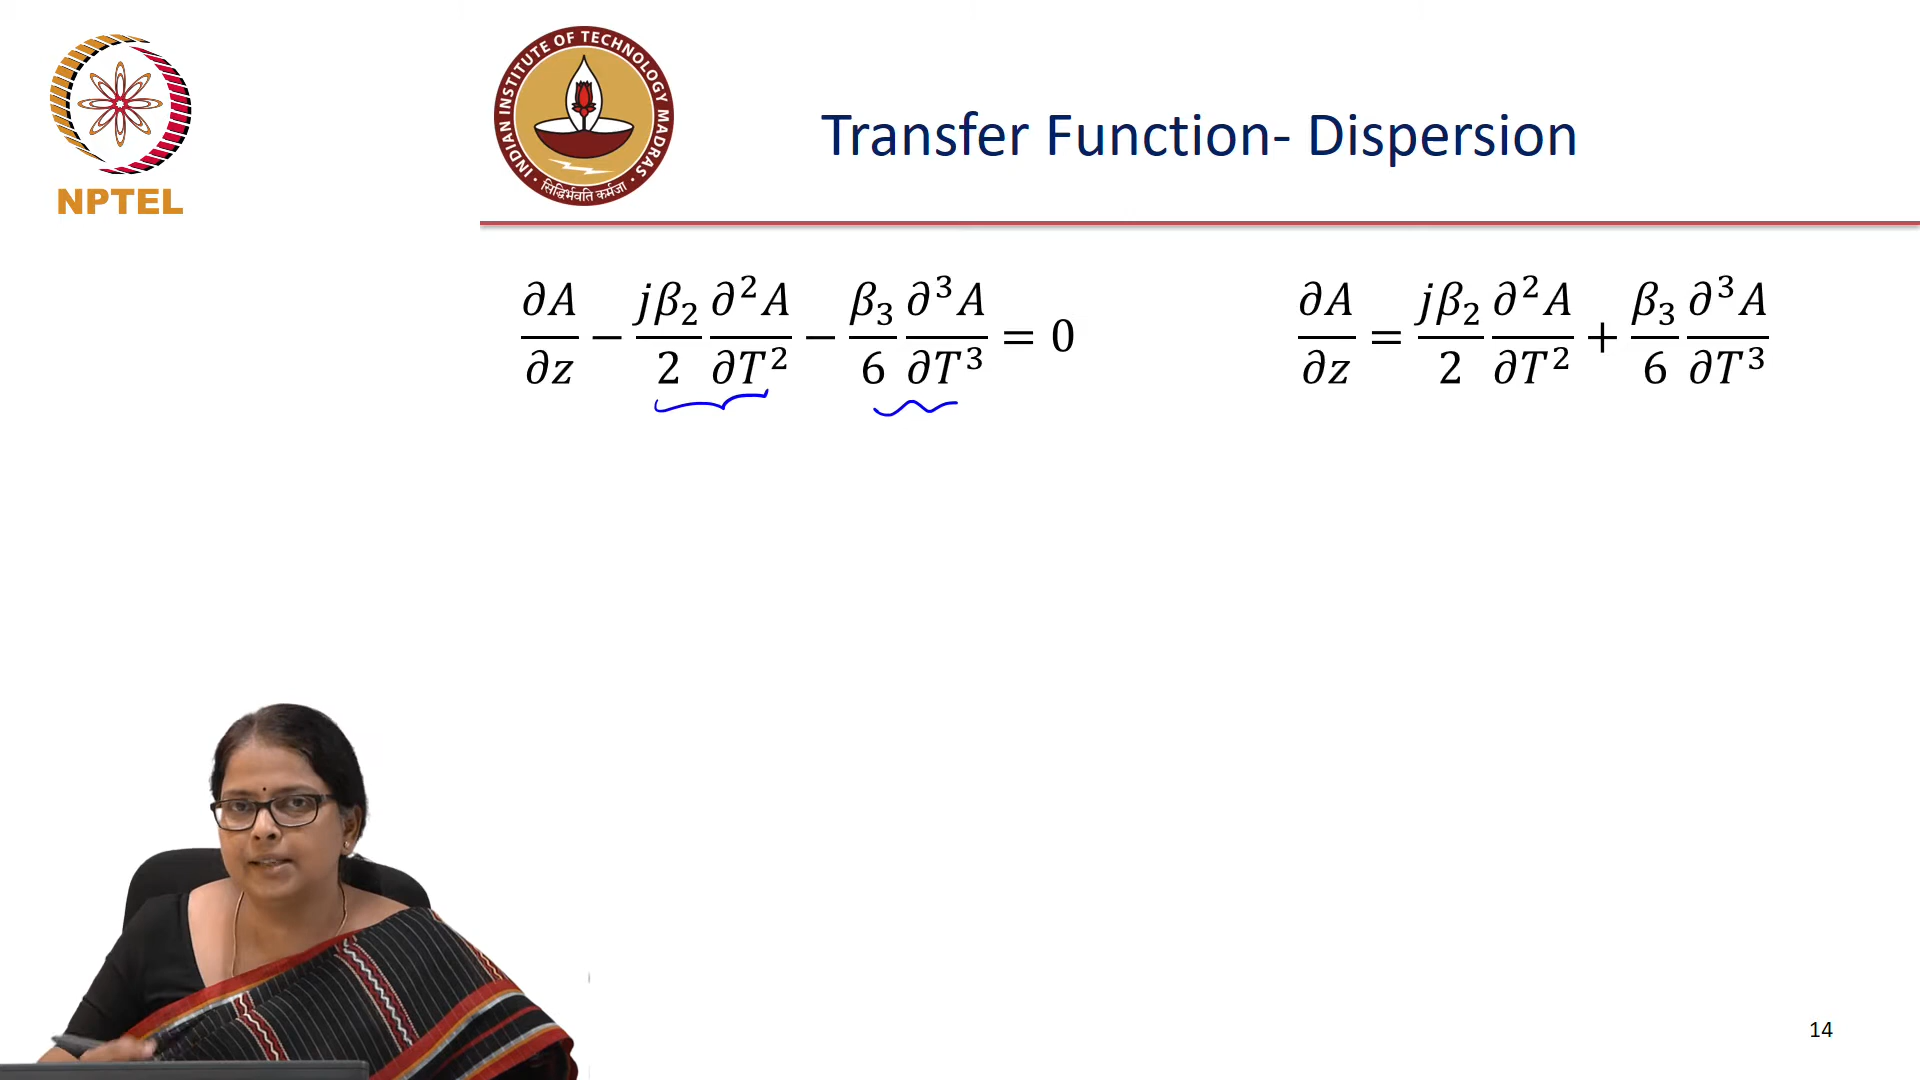 NPTEL
INDIAN INSTITUTE OF TECHNOLOGY MADRAS
सिद्धिर्भवति कर्मजा
Transfer Function- Dispersion
∂A/∂z − jβ₂/2 ∂²A/∂T² − β₃/6 ∂³A/∂T³ = 0
∂A/∂z = jβ₂/2 ∂²A/∂T² + β₃/6 ∂³A/∂T³
14